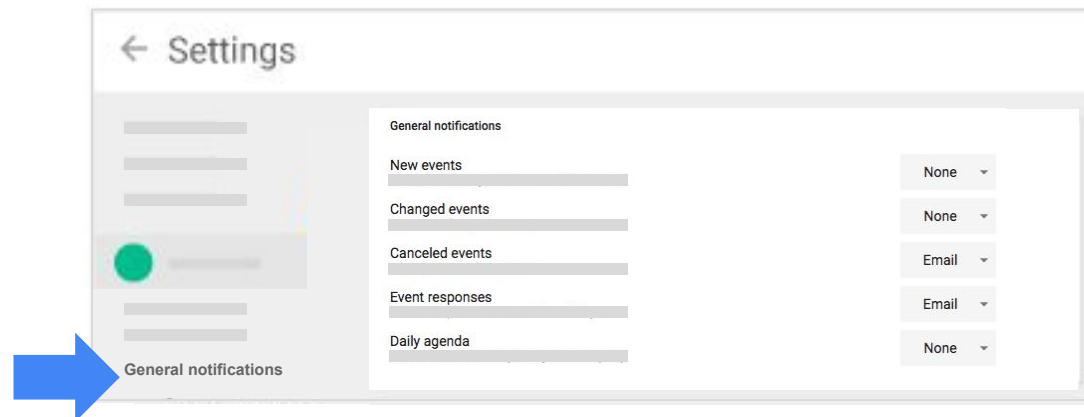 Settings
General notifications
New events
None
Changed events
None
Canceled events
Email
Event responses
Email
Daily agenda
None
General notifications